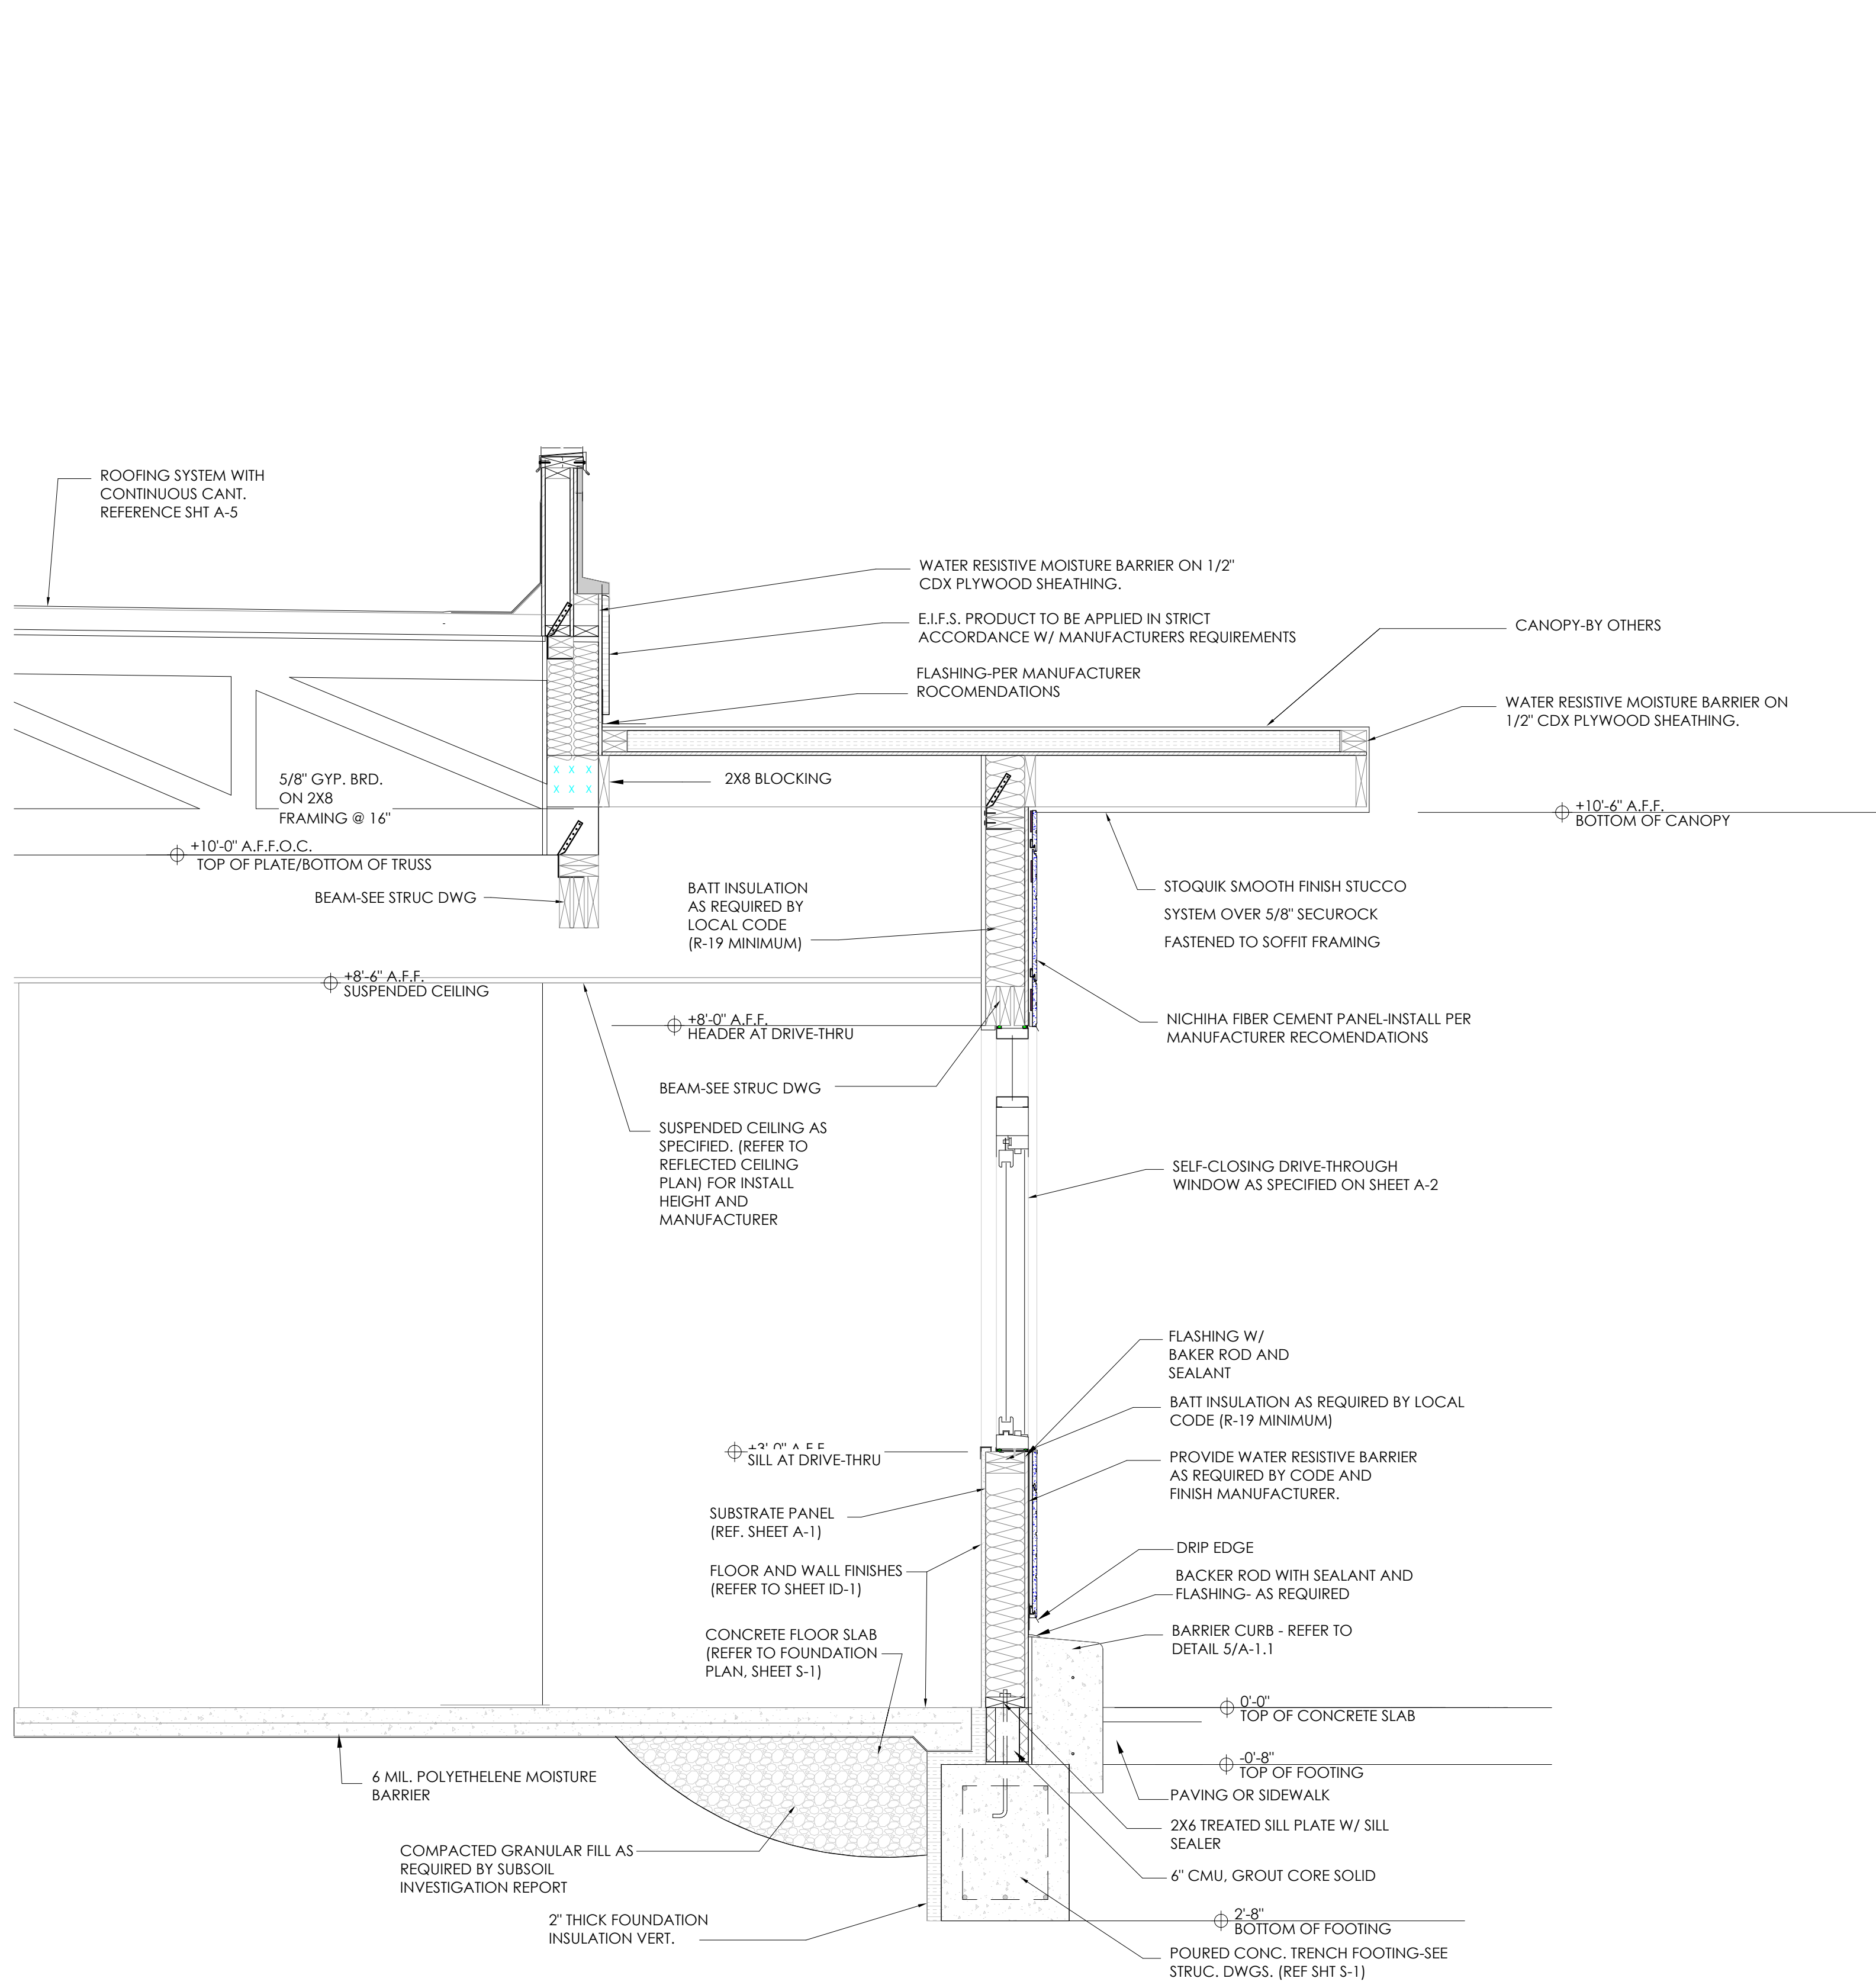 ROOFING SYSTEM WITH
CONTINUOUS CANT.
REFERENCE SHT A-5
WATER RESISTIVE MOISTURE BARRIER ON 1/2"
CDX PLYWOOD SHEATHING.
E.I.F.S. PRODUCT TO BE APPLIED IN STRICT
ACCORDANCE W/ MANUFACTURERS REQUIREMENTS
FLASHING-PER MANUFACTURER
ROCOMENDATIONS
CANOPY-BY OTHERS
WATER RESISTIVE MOISTURE BARRIER ON
1/2" CDX PLYWOOD SHEATHING.
5/8" GYP. BRD.
ON 2X8
FRAMING @ 16"
2X8 BLOCKING
+10'-6" A.F.F.
BOTTOM OF CANOPY
+10'-0" A.F.F.O.C.
TOP OF PLATE/BOTTOM OF TRUSS
BEAM-SEE STRUC DWG
BATT INSULATION
AS REQUIRED BY
LOCAL CODE
(R-19 MINIMUM)
STOQUIK SMOOTH FINISH STUCCO
SYSTEM OVER 5/8" SECUROCK
FASTENED TO SOFFIT FRAMING
+8'-6" A.F.F.
SUSPENDED CEILING
+8'-0" A.F.F.
HEADER AT DRIVE-THRU
NICHIHA FIBER CEMENT PANEL-INSTALL PER
MANUFACTURER RECOMENDATIONS
BEAM-SEE STRUC DWG
SUSPENDED CEILING AS
SPECIFIED. (REFER TO
REFLECTED CEILING
PLAN) FOR INSTALL
HEIGHT AND
MANUFACTURER
SELF-CLOSING DRIVE-THROUGH
WINDOW AS SPECIFIED ON SHEET A-2
FLASHING W/
BAKER ROD AND
SEALANT
BATT INSULATION AS REQUIRED BY LOCAL
CODE (R-19 MINIMUM)
+3'-0" A.F.F.
SILL AT DRIVE-THRU
PROVIDE WATER RESISTIVE BARRIER
AS REQUIRED BY CODE AND
FINISH MANUFACTURER.
SUBSTRATE PANEL
(REF. SHEET A-1)
DRIP EDGE
FLOOR AND WALL FINISHES
(REFER TO SHEET ID-1)
BACKER ROD WITH SEALANT AND
FLASHING- AS REQUIRED
CONCRETE FLOOR SLAB
(REFER TO FOUNDATION
PLAN, SHEET S-1)
BARRIER CURB - REFER TO
DETAIL 5/A-1.1
0'-0"
TOP OF CONCRETE SLAB
-0'-8"
TOP OF FOOTING
6 MIL. POLYETHELENE MOISTURE
BARRIER
PAVING OR SIDEWALK
2X6 TREATED SILL PLATE W/ SILL
SEALER
COMPACTED GRANULAR FILL AS
REQUIRED BY SUBSOIL
INVESTIGATION REPORT
6" CMU, GROUT CORE SOLID
2" THICK FOUNDATION
INSULATION VERT.
2'-8"
BOTTOM OF FOOTING
POURED CONC. TRENCH FOOTING-SEE
STRUC. DWGS. (REF SHT S-1)